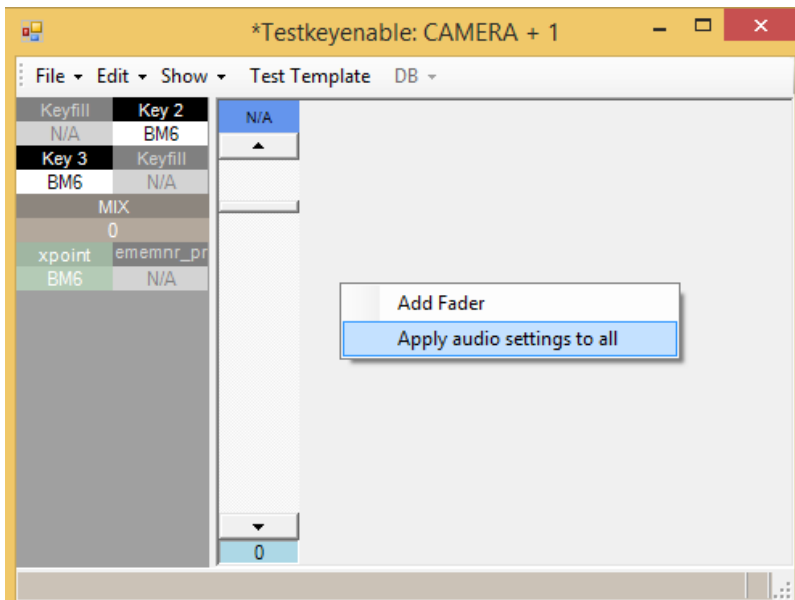 *Testkeyenable: CAMERA + 1
File Edit Show Test Template DB
Keyfill Key 2
N/A BM6
Key 3 Keyfill
BM6 N/A
MIX
0
xpoint ememnr_pr
BM6 N/A
N/A
0
Add Fader
Apply audio settings to all